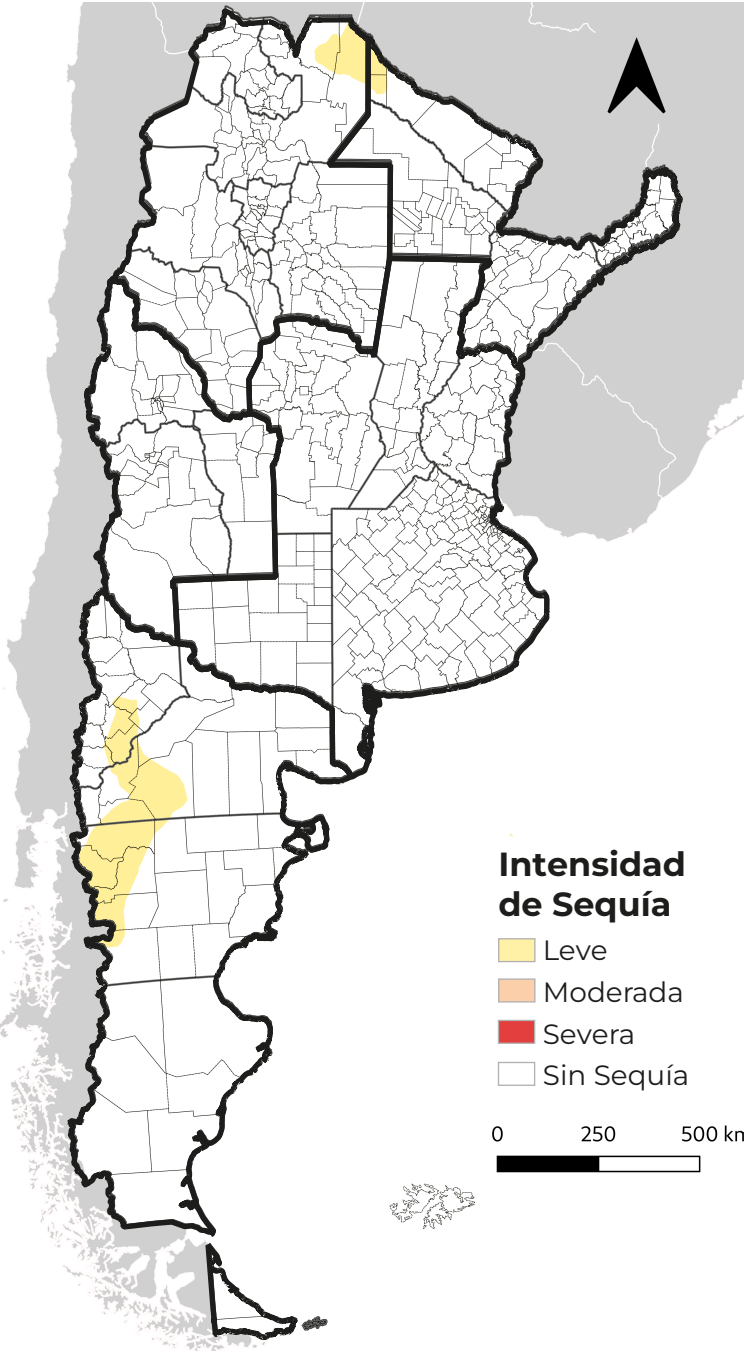 Intensidad
de Sequía
Leve
Moderada
Severa
Sin Sequía
0 250 500 km